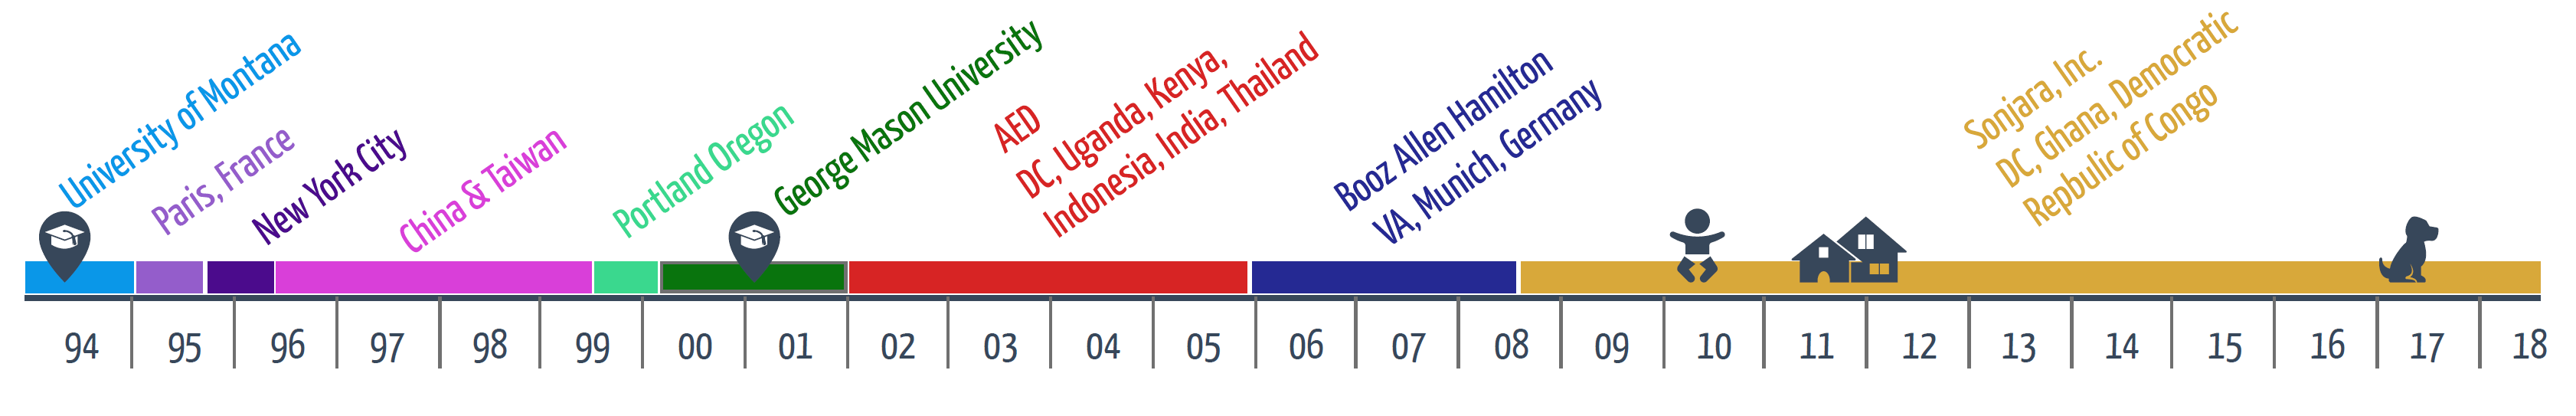 University of Montana
Paris, France
New York City
China & Taiwan
Portland Oregon
George Mason University
AED
DC, Uganda, Kenya,
Indonesia, India, Thailand
Booz Allen Hamilton
VA, Munich, Germany
Sonjara, Inc.
DC, Ghana, Democratic
Repbulic of Congo
94 95 96 97 98 99 00 01 02 03 04 05 06 07 08 09 10 11 12 13 14 15 16 17 18